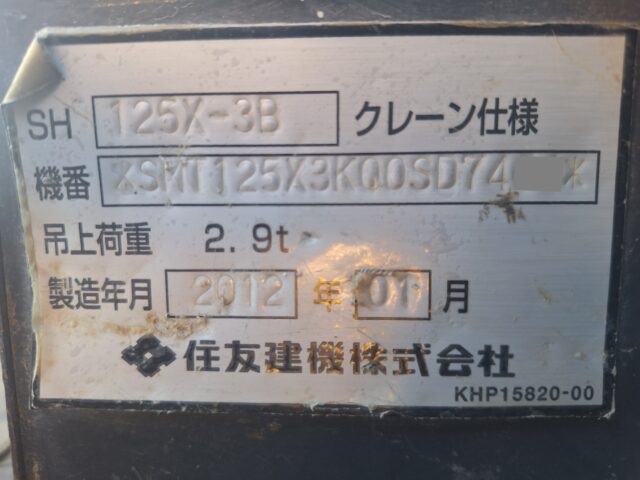 SH 125X-3B クレーン仕様
機番 *SMT125X3K00SD74 *
吊上荷重 2.9t
製造年月 2012 年 01 月
住友建機株式会社
KHP15820-00